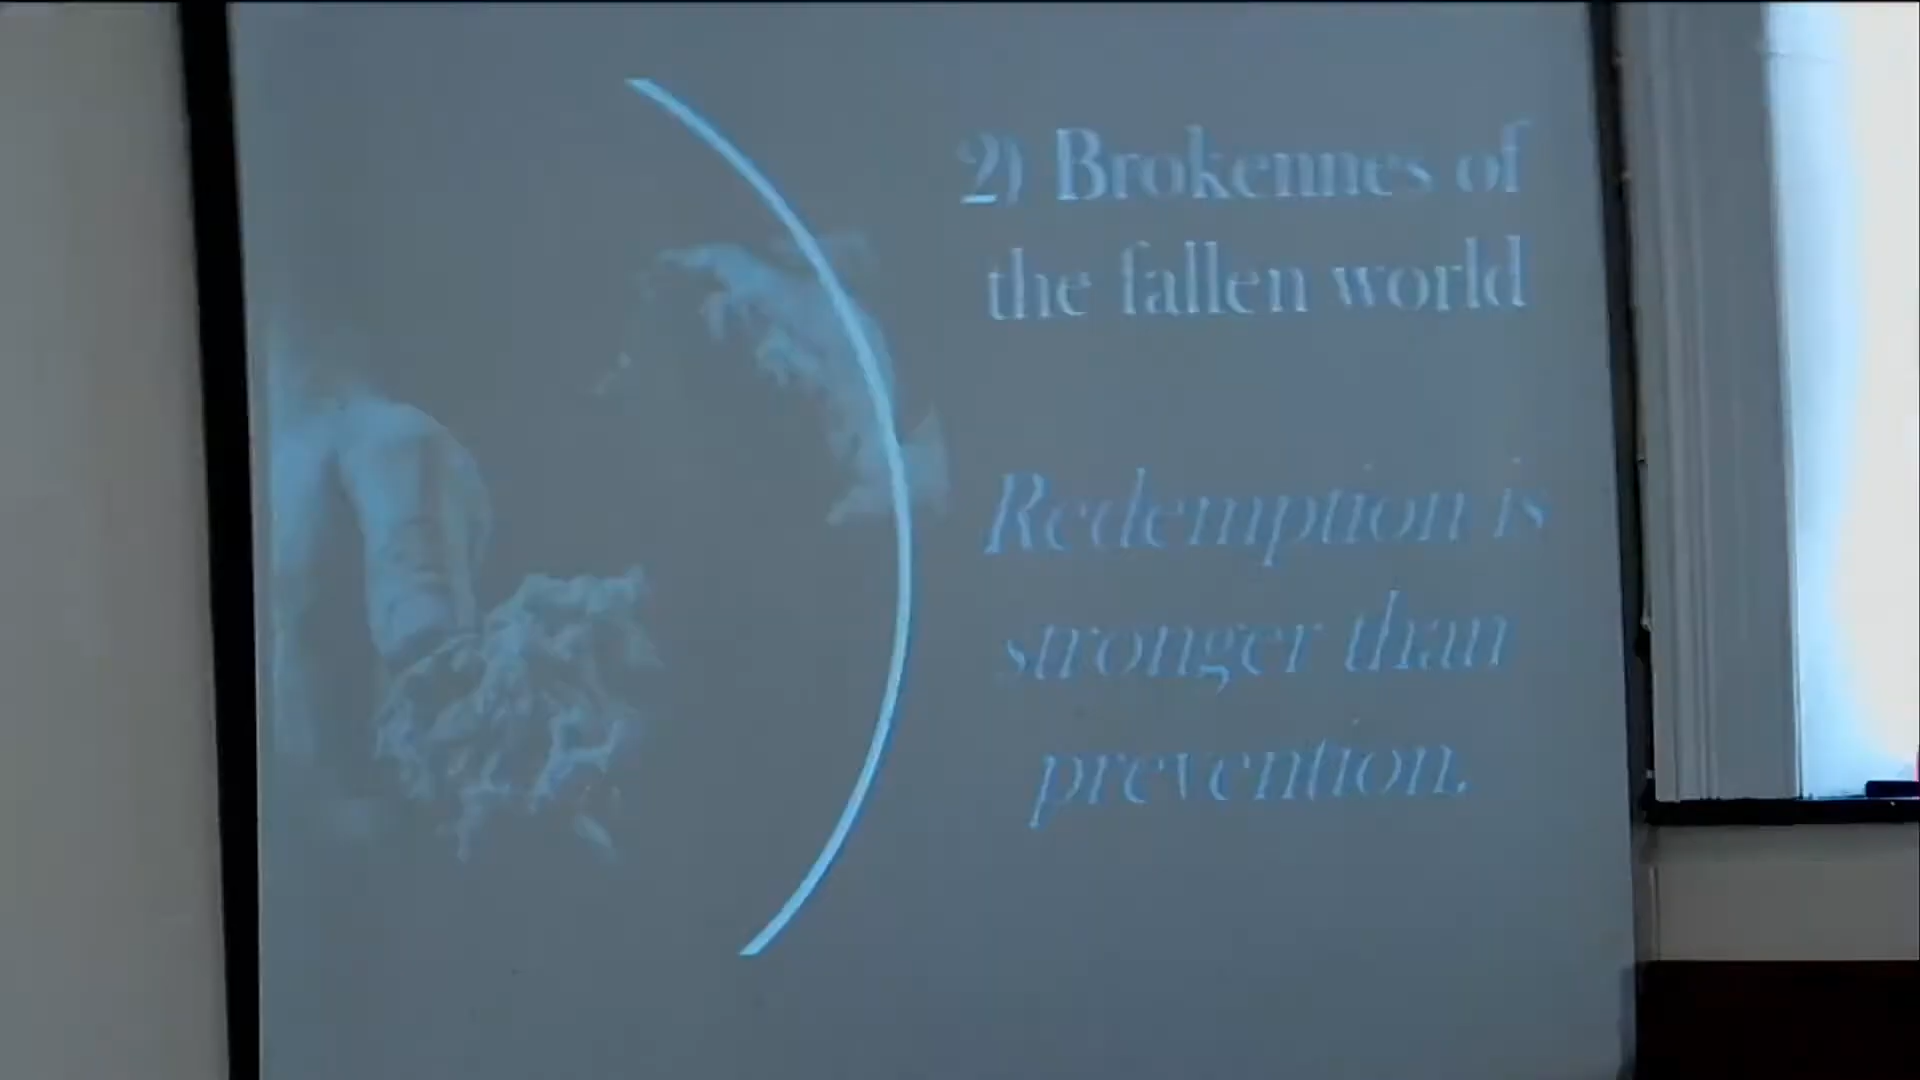 2) Brokennes of
the fallen world
Redemption is
stronger than
prevention.